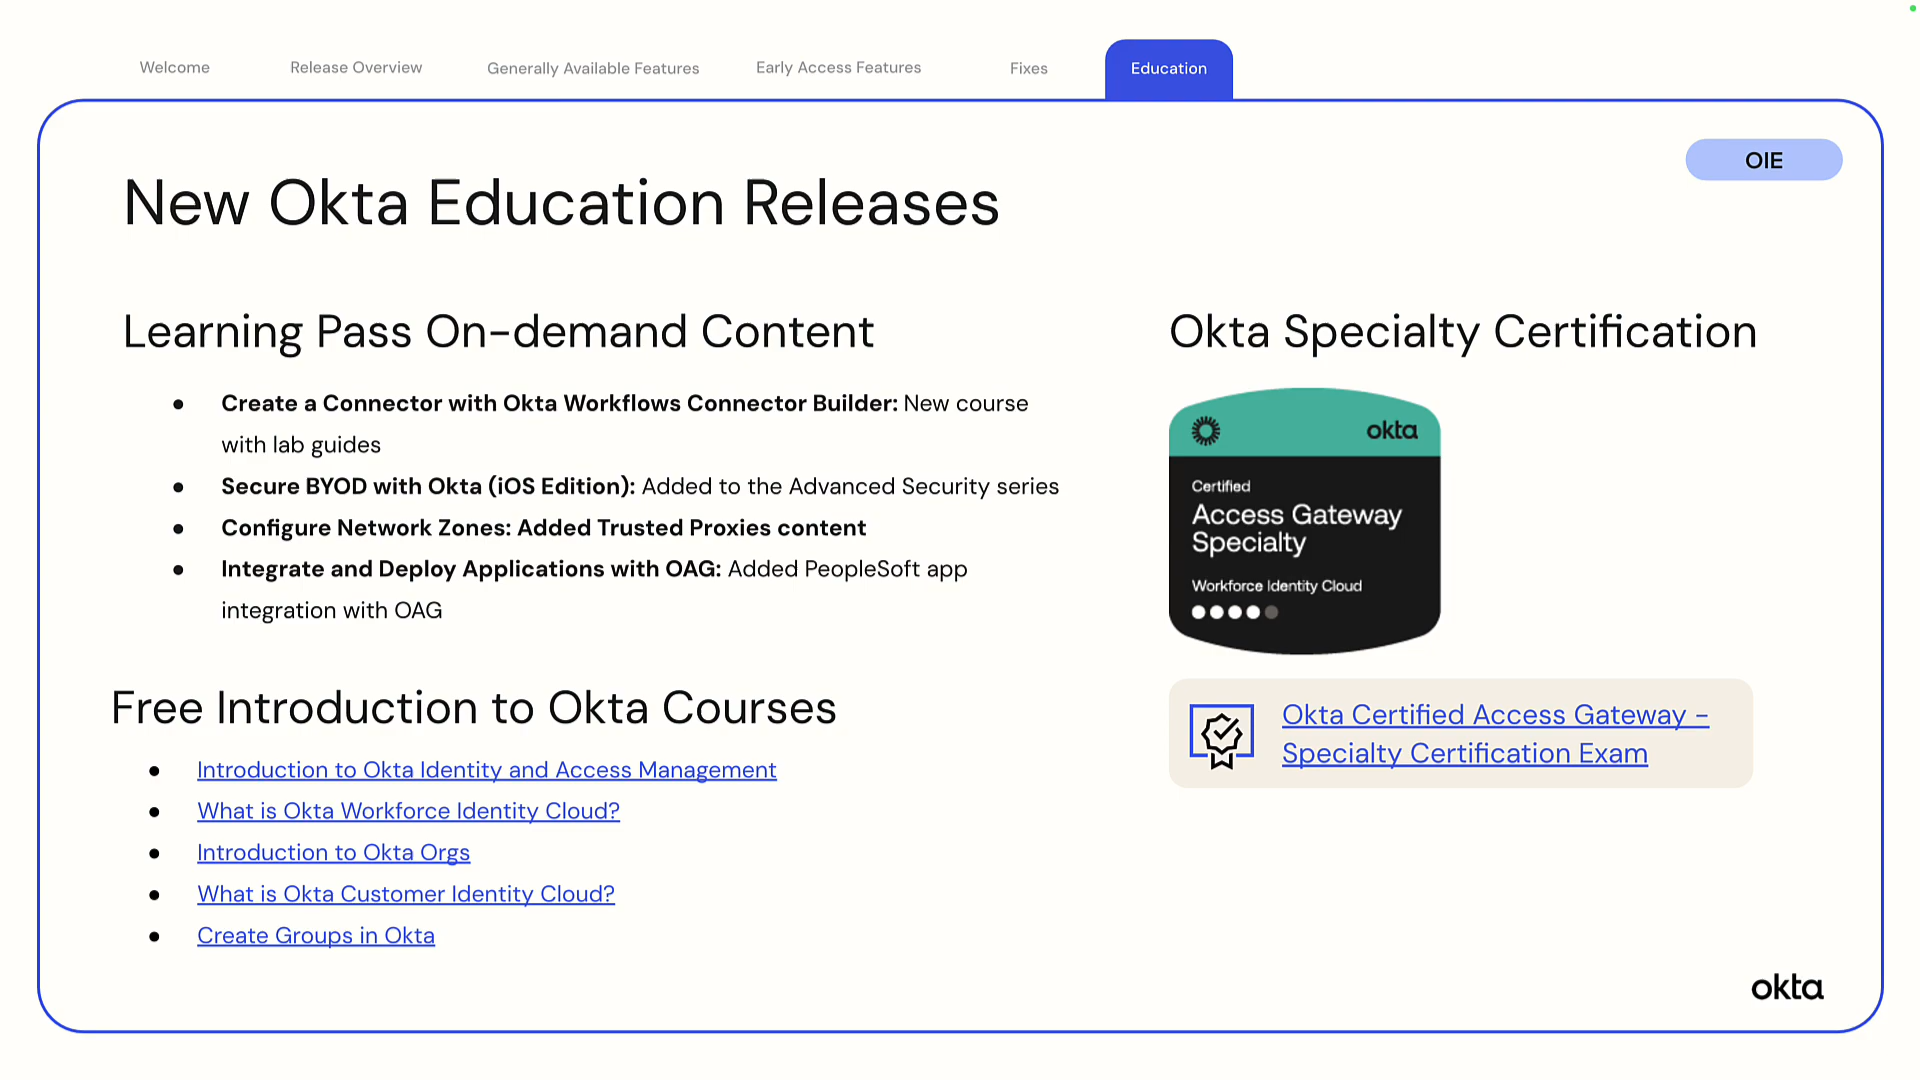 Welcome
Release Overview
Generally Available Features
Early Access Features
Fixes
Education
OIE
New Okta Education Releases
Learning Pass On-demand Content
● Create a Connector with Okta Workflows Connector Builder: New course
with lab guides
● Secure BYOD with Okta (iOS Edition): Added to the Advanced Security series
● Configure Network Zones: Added Trusted Proxies content
● Integrate and Deploy Applications with OAG: Added PeopleSoft app
integration with OAG
Free Introduction to Okta Courses
● Introduction to Okta Identity and Access Management
● What is Okta Workforce Identity Cloud?
● Introduction to Okta Orgs
● What is Okta Customer Identity Cloud?
● Create Groups in Okta
Okta Specialty Certification
okta
Certified
Access Gateway
Specialty
Workforce Identity Cloud
Okta Certified Access Gateway -
Specialty Certification Exam
okta